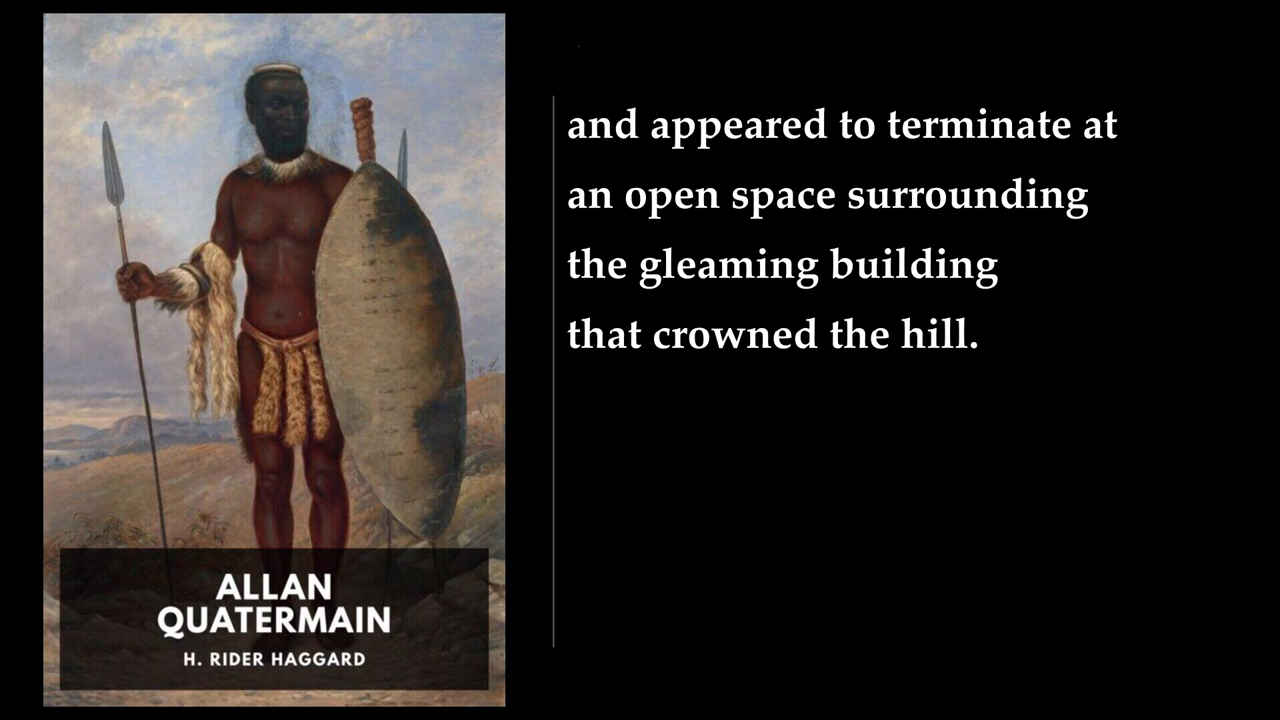 and appeared to terminate at
an open space surrounding
the gleaming building
that crowned the hill.
ALLAN
QUATERMAIN
H. RIDER HAGGARD